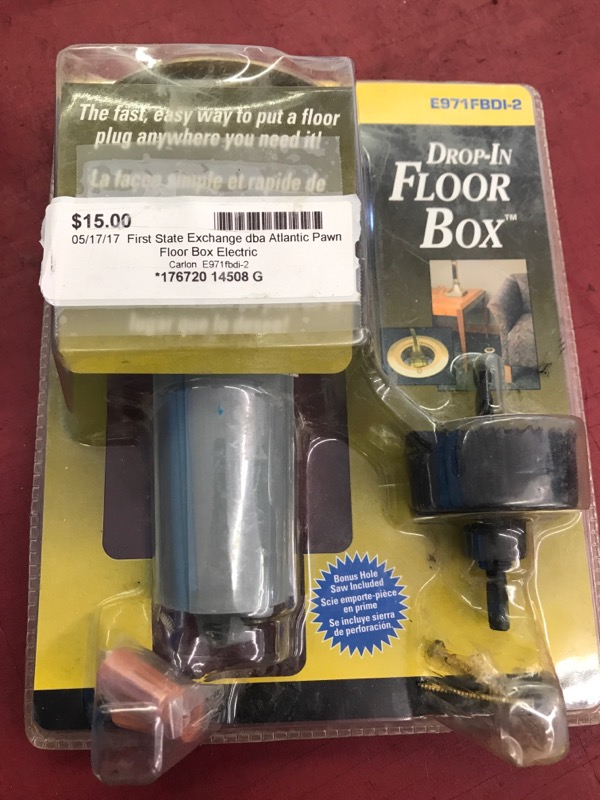 The fast, easy way to put a floor
plug anywhere you need it!
La façon simple et rapide de
$15.00
05/17/17 First State Exchange dba Atlantic Pawn
Floor Box Electric
Carlon E971fbdi-2
*176720 14508 G
E971FBDI-2
DROP-IN
FLOOR
BOX™
Bonus Hole
Saw Included
Scie emporte-pièce
en prime
Se incluye sierra
de perforación.